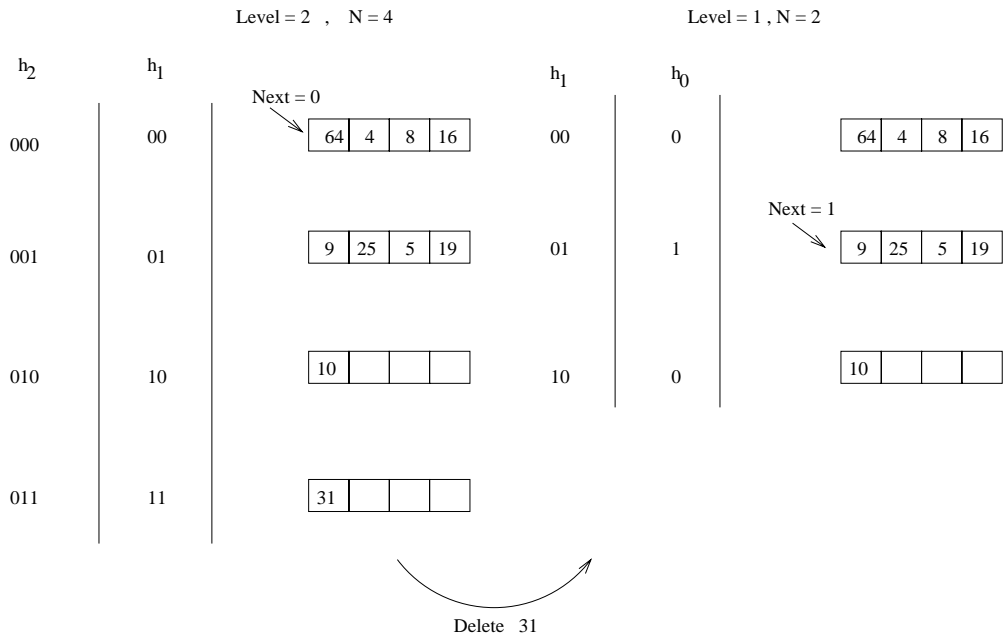 Level = 2 , N = 4
Level = 1 , N = 2
h2 h1
h1 h0
Next = 0
000 00 64 4 8 16
00 0 64 4 8 16
Next = 1
001 01 9 25 5 19
01 1 9 25 5 19
010 10 10
10 0 10
011 11 31
Delete 31